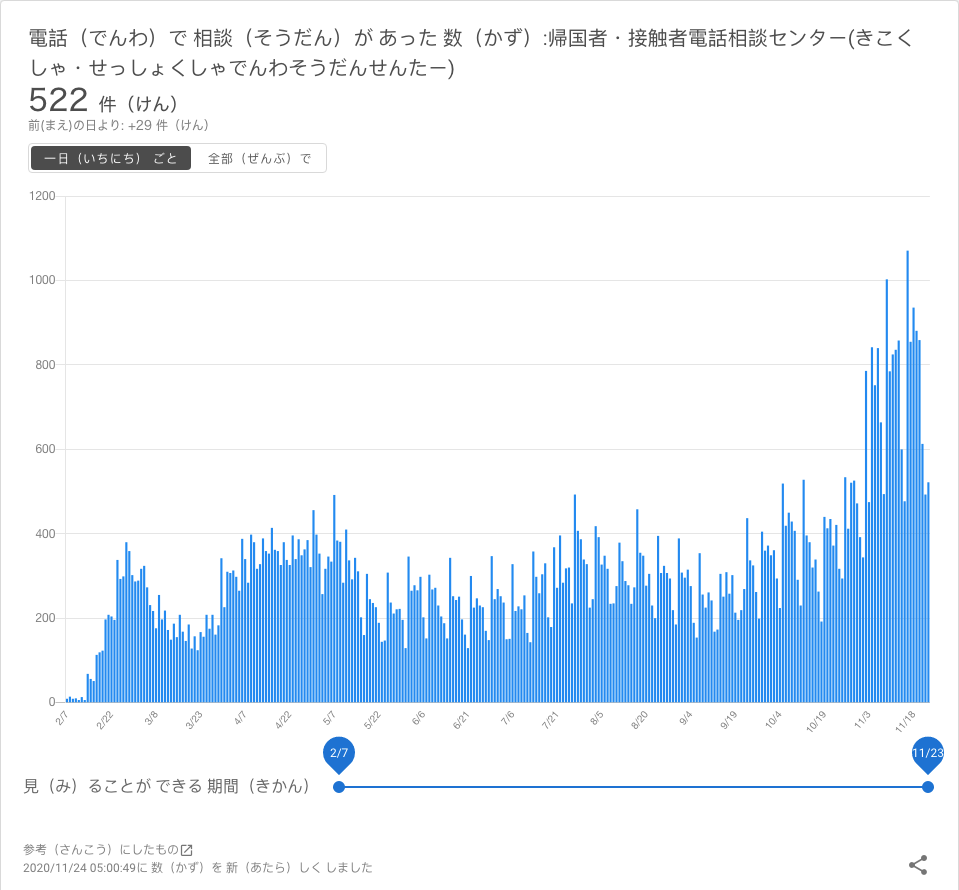 電話（でんわ）で 相談（そうだん）が あった 数（かず）:帰国者・接触者電話相談センター(きこく
しゃ・せっしょくしゃでんわそうだんせんたー)
522 件（けん）
前(まえ)の日より: +29 件（けん）
一日（いちにち） ごと 全部（ぜんぶ）で
1200
1000
800
600
400
200
0
2/7 2/22 3/8 3/23 4/7 4/22 5/7 5/22 6/6 6/21 7/6 7/21 8/5 8/20 9/4 9/19 10/4 10/19 11/3 11/18
2/7 11/23
見（み）ることが できる 期間（きかん）
参考（さんこう）にしたもの
2020/11/24 05:00:49に 数（かず）を 新（あたら）しく しました